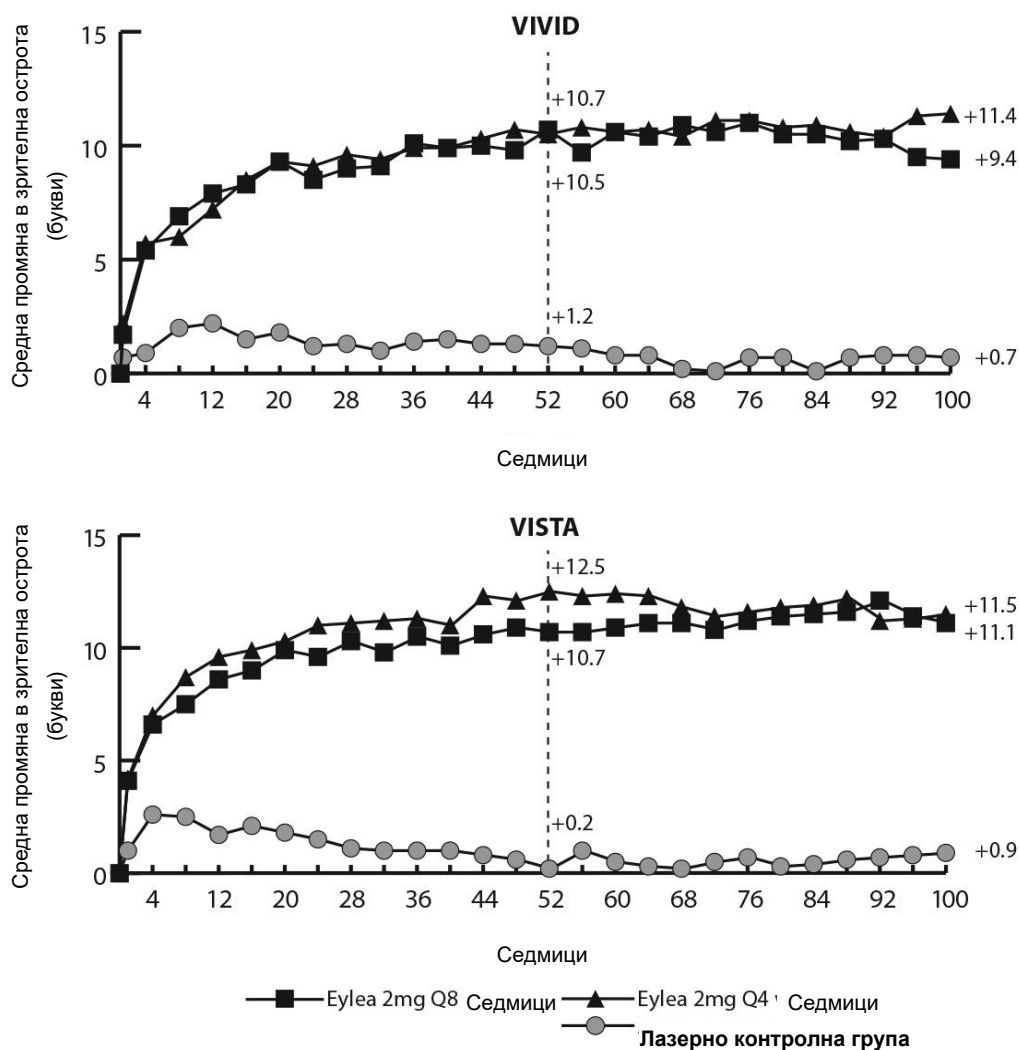 VIVID
Средна промяна в зрителна острота
(букви)
15
10
5
0
+10.7
+10.5
+1.2
+11.4
+9.4
+0.7
4 12 20 28 36 44 52 60 68 76 84 92 100
Седмици
VISTA
Средна промяна в зрителна острота
(букви)
15
10
5
0
+12.5
+10.7
+0.2
+11.5
+11.1
+0.9
4 12 20 28 36 44 52 60 68 76 84 92 100
Седмици
Eylea 2mg Q8 Седмици Eylea 2mg Q4 Седмици
Лазерно контролна група